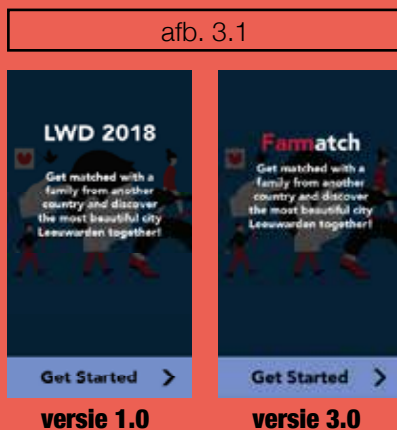 afb. 3.1
LWD 2018
Get matched with a
family from another
country and discover
the most beautiful city
Leeuwarden together!
Get Started >
versie 1.0
Fammatch
Get matched with a
family from another
country and discover
the most beautiful city
Leeuwarden together!
Get Started >
versie 3.0